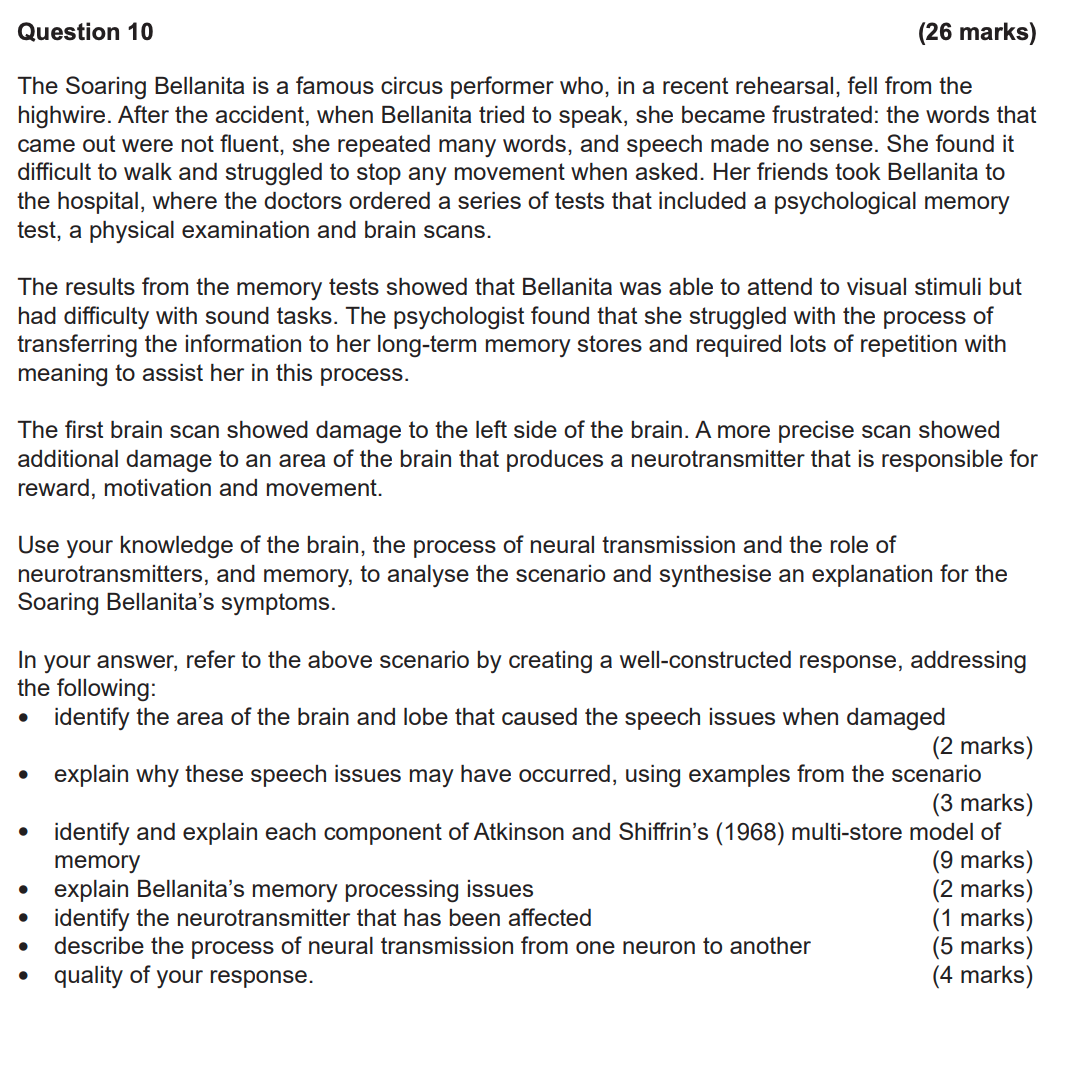 Question 10 (26 marks)
The Soaring Bellanita is a famous circus performer who, in a recent rehearsal, fell from the
highwire. After the accident, when Bellanita tried to speak, she became frustrated: the words that
came out were not fluent, she repeated many words, and speech made no sense. She found it
difficult to walk and struggled to stop any movement when asked. Her friends took Bellanita to
the hospital, where the doctors ordered a series of tests that included a psychological memory
test, a physical examination and brain scans.
The results from the memory tests showed that Bellanita was able to attend to visual stimuli but
had difficulty with sound tasks. The psychologist found that she struggled with the process of
transferring the information to her long-term memory stores and required lots of repetition with
meaning to assist her in this process.
The first brain scan showed damage to the left side of the brain. A more precise scan showed
additional damage to an area of the brain that produces a neurotransmitter that is responsible for
reward, motivation and movement.
Use your knowledge of the brain, the process of neural transmission and the role of
neurotransmitters, and memory, to analyse the scenario and synthesise an explanation for the
Soaring Bellanita's symptoms.
In your answer, refer to the above scenario by creating a well-constructed response, addressing
the following:
• identify the area of the brain and lobe that caused the speech issues when damaged
(2 marks)
• explain why these speech issues may have occurred, using examples from the scenario
(3 marks)
• identify and explain each component of Atkinson and Shiffrin's (1968) multi-store model of
memory (9 marks)
• explain Bellanita's memory processing issues (2 marks)
• identify the neurotransmitter that has been affected (1 marks)
• describe the process of neural transmission from one neuron to another (5 marks)
• quality of your response. (4 marks)